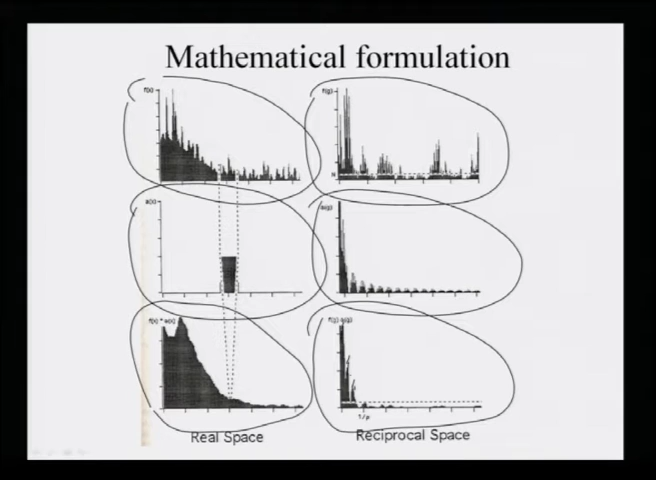 Mathematical formulation
f(x)
f(g)
a(x)
a(g)
f(x) * a(x)
1/ρ
Real Space
Reciprocal Space